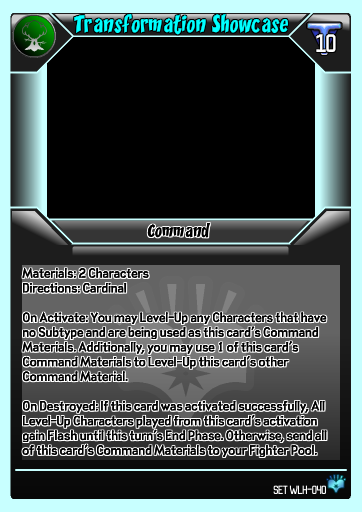 Transformation Showcase
10
Command
Materials: 2 Characters
Directions: Cardinal
On Activate: You may Level-Up any Characters that have
no Subtype and are being used as this card's Command
Materials. Additionally, you may use 1 of this card's
Command Materials to Level-Up this card's other
Command Material.
On Destroyed: If this card was activated successfully, All
Level-Up Characters played from this card's activation
gain Flash until this turn's End Phase. Otherwise, send all
of this card's Command Materials to your Fighter Pool.
SET WLH-040